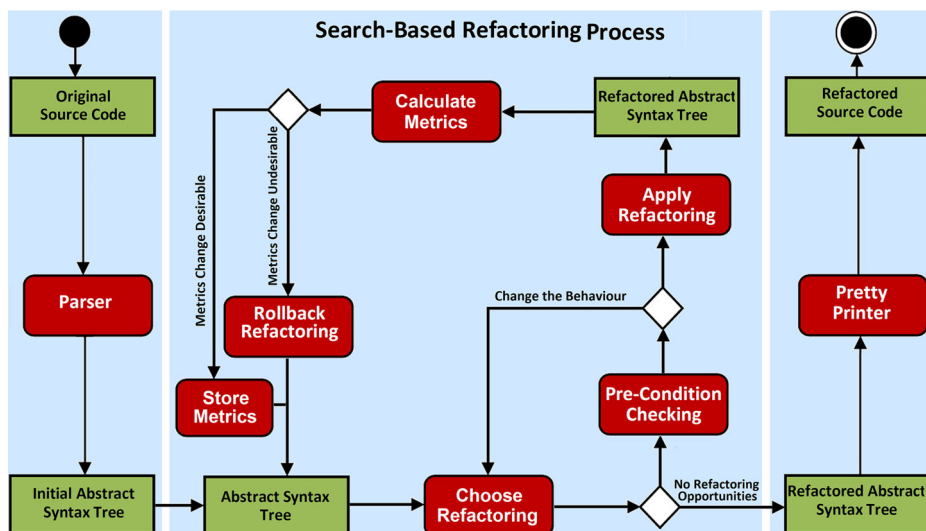 Search-Based Refactoring Process
Original
Source Code
Parser
Initial Abstract
Syntax Tree
Calculate
Metrics
Refactored Abstract
Syntax Tree
Metrics Change Desirable
Metrics Change Undesirable
Apply
Refactoring
Change the Behaviour
Rollback
Refactoring
Store
Metrics
Pre-Condition
Checking
Abstract Syntax
Tree
Choose
Refactoring
No Refactoring
Opportunities
Refactored
Source Code
Pretty
Printer
Refactored Abstract
Syntax Tree